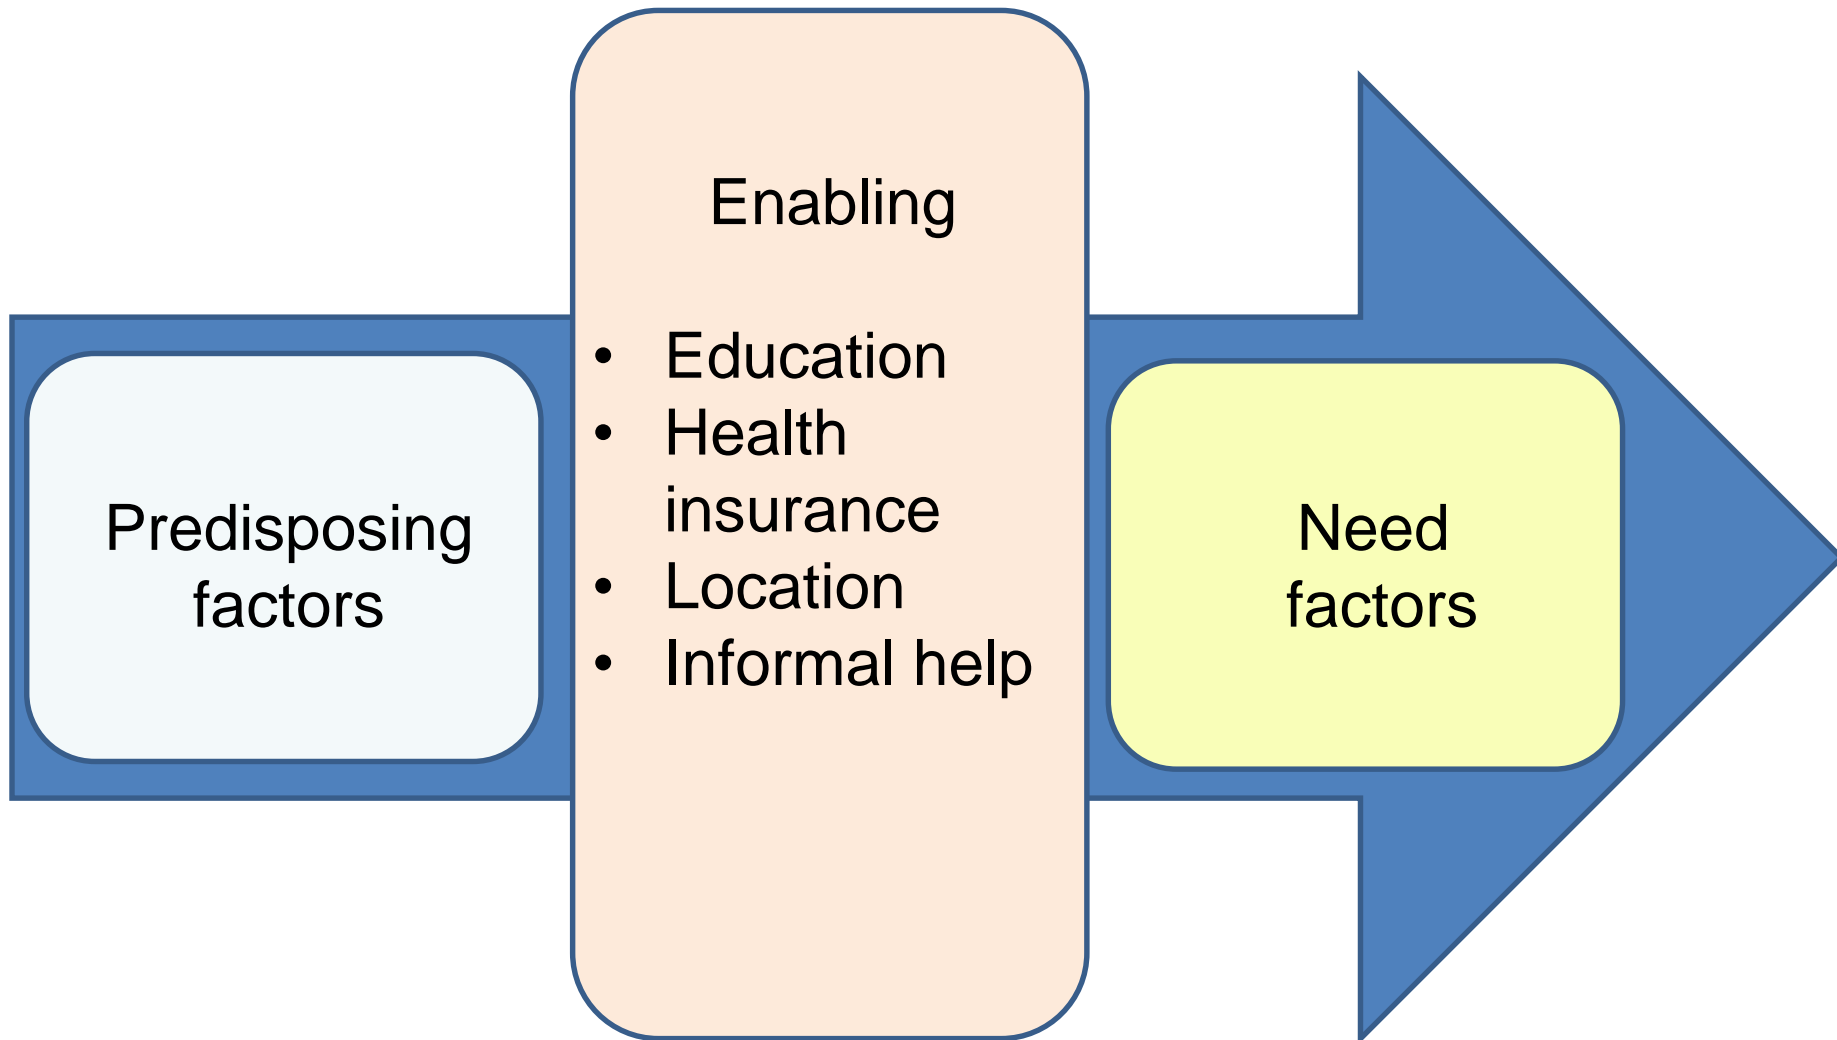 Predisposing
factors
Enabling
• Education
• Health
insurance
• Location
• Informal help
Need
factors